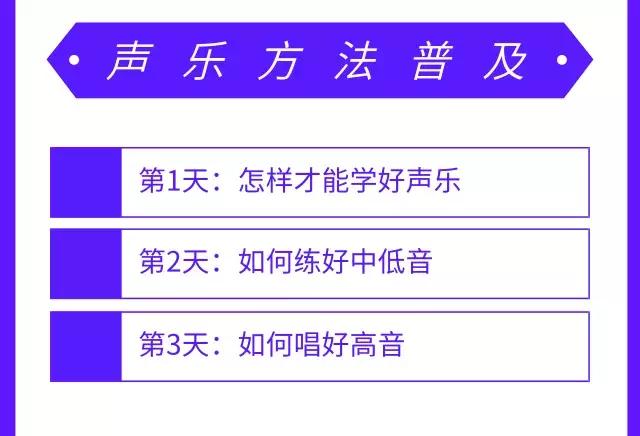 声乐方法普及
第1天：怎样才能学好声乐
第2天：如何练好中低音
第3天：如何唱好高音